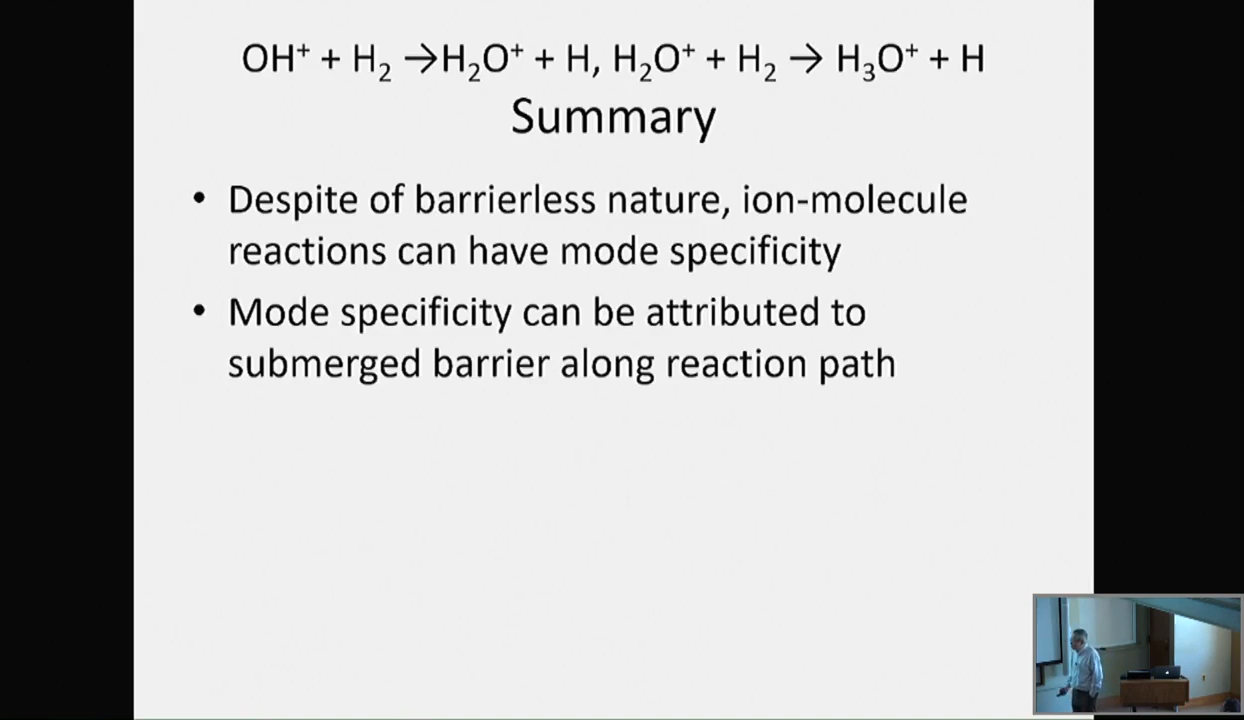 OH⁺ + H₂ →H₂O⁺ + H, H₂O⁺ + H₂ → H₃O⁺ + H
Summary
• Despite of barrierless nature, ion-molecule
reactions can have mode specificity
• Mode specificity can be attributed to
submerged barrier along reaction path